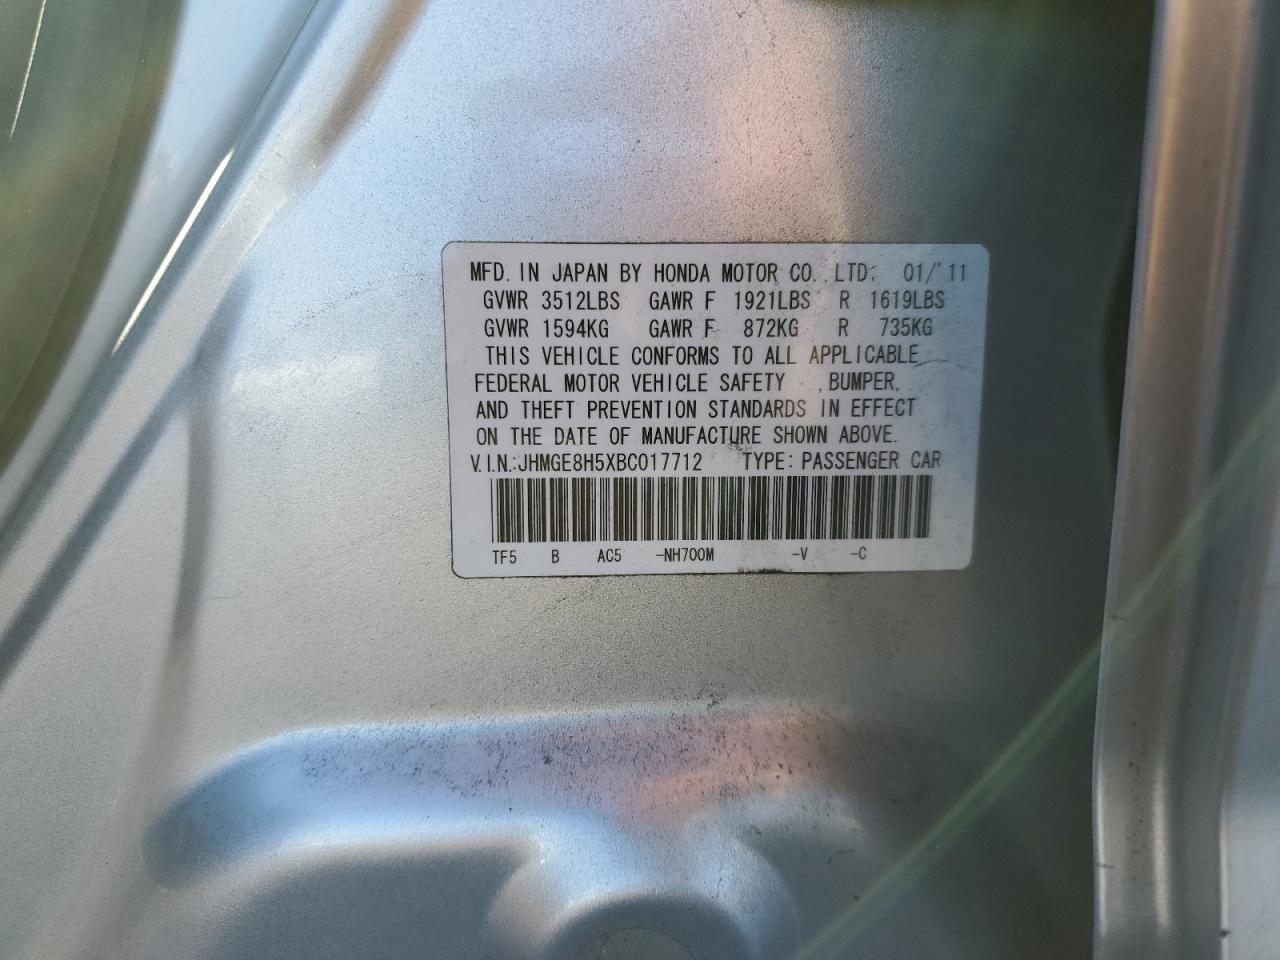 MFD. IN JAPAN BY HONDA MOTOR CO., LTD: 01/'11
GVWR 3512LBS GAWR F 1921LBS R 1619LBS
GVWR 1594KG GAWR F 872KG R 735KG
THIS VEHICLE CONFORMS TO ALL APPLICABLE
FEDERAL MOTOR VEHICLE SAFETY , BUMPER,
AND THEFT PREVENTION STANDARDS IN EFFECT
ON THE DATE OF MANUFACTURE SHOWN ABOVE.
V.I.N.:JHMGE8H5XBC017712 TYPE: PASSENGER CAR
TF5 B AC5 -NH700M -V -C